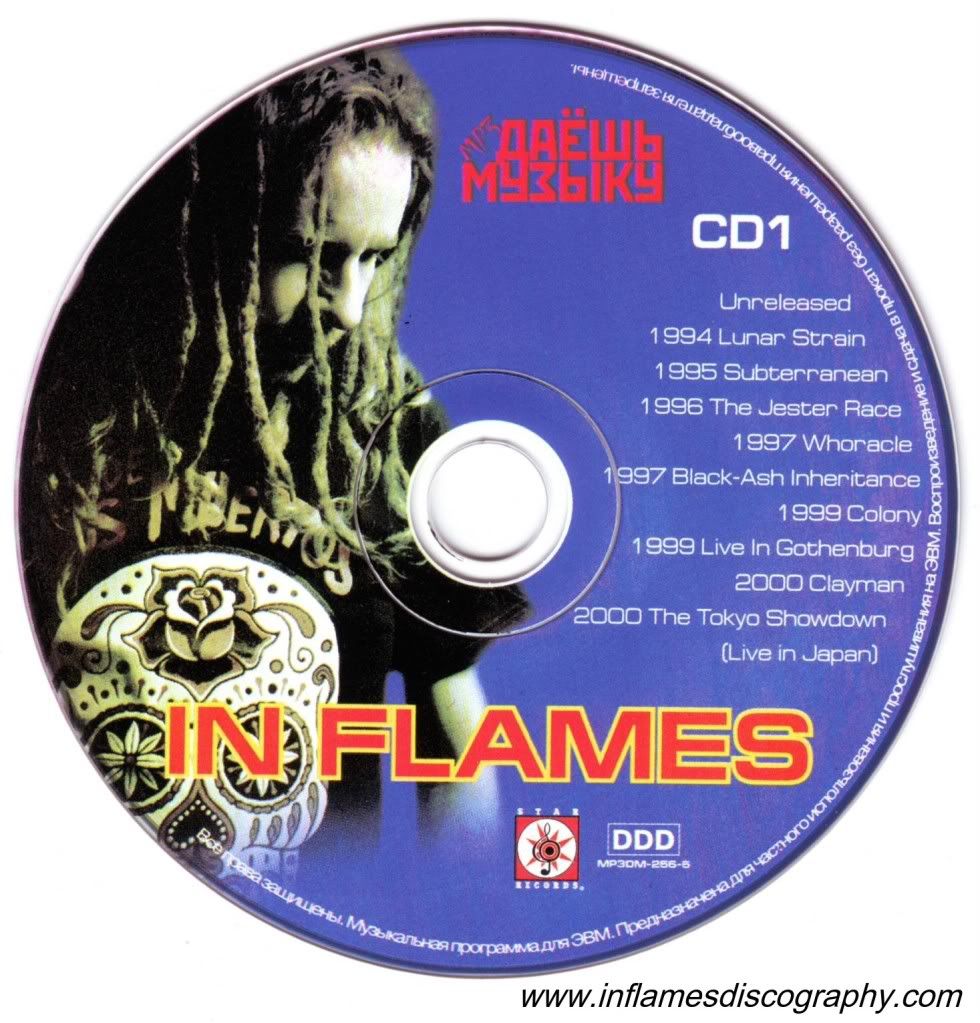 MP3 ДАЁШЬ
МУЗЫКУ
CD1
Unreleased
1994 Lunar Strain
1995 Subterranean
1996 The Jester Race
1997 Whoracle
1997 Black-Ash Inheritance
1999 Colony
1999 Live In Gothenburg
2000 Clayman
2000 The Tokyo Showdown
(Live in Japan)
IN FLAMES
STAR
RECORDS®
DDD
MP3DM-256-5
Все права защищены. Музыкальная программа для ЭВМ. Предназначена для частного использования и прослушивания на ЭВМ. Воспроизведение и сдача в прокат без разрешения правообладателя запрещены.
www.inflamesdiscography.com